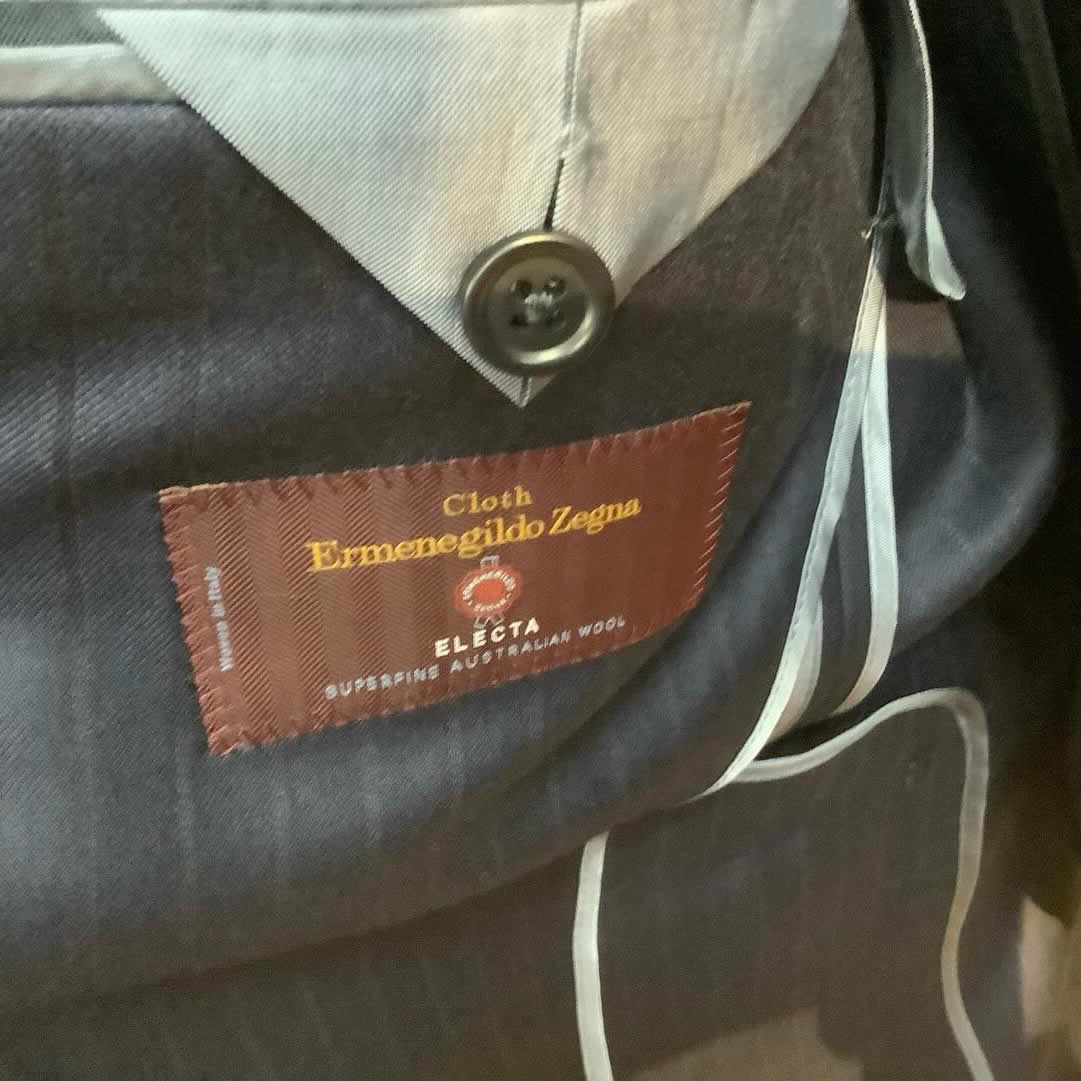 Cloth
Ermenegildo Zegna
ELECTA
SUPERFINE AUSTRALIAN WOOL
Woven in Italy